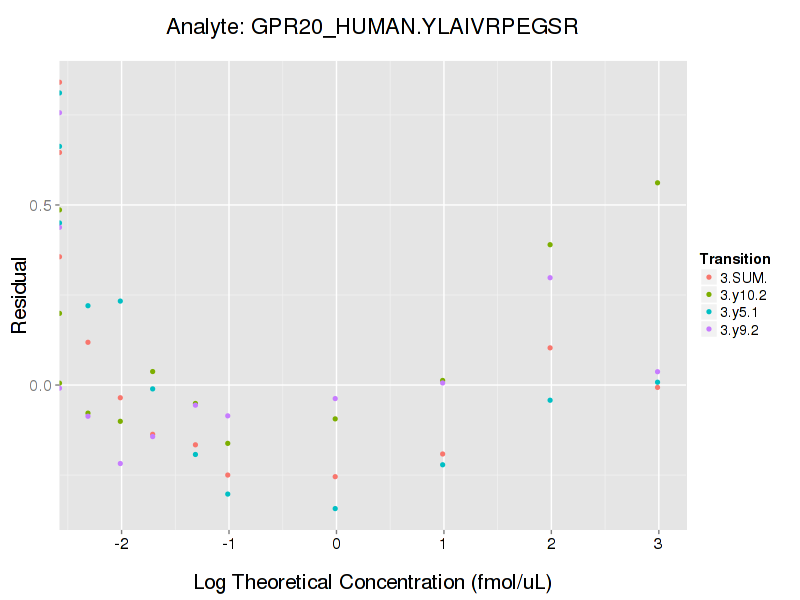 Analyte: GPR20_HUMAN.YLAIVRPEGSR
Residual
0.5
0.0
-2 -1 0 1 2 3
Log Theoretical Concentration (fmol/uL)
Transition
3.SUM.
3.y10.2
3.y5.1
3.y9.2